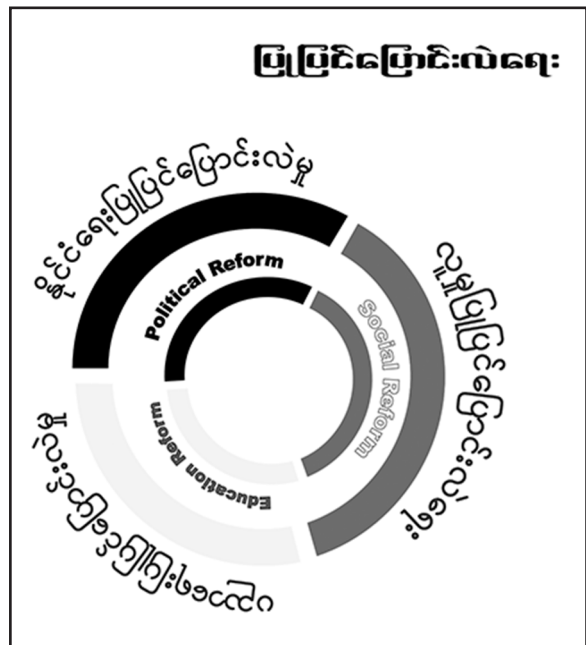 ပြုပြင်ပြောင်းလဲရေး
နိုင်ငံရေးပြုပြင်ပြောင်းလဲမှု
Political Reform
လူမှုပြုပြင်ပြောင်းလဲရေး
Social Reform
Education Reform
ပညာရေးပြုပြင်ပြောင်းလဲမှု